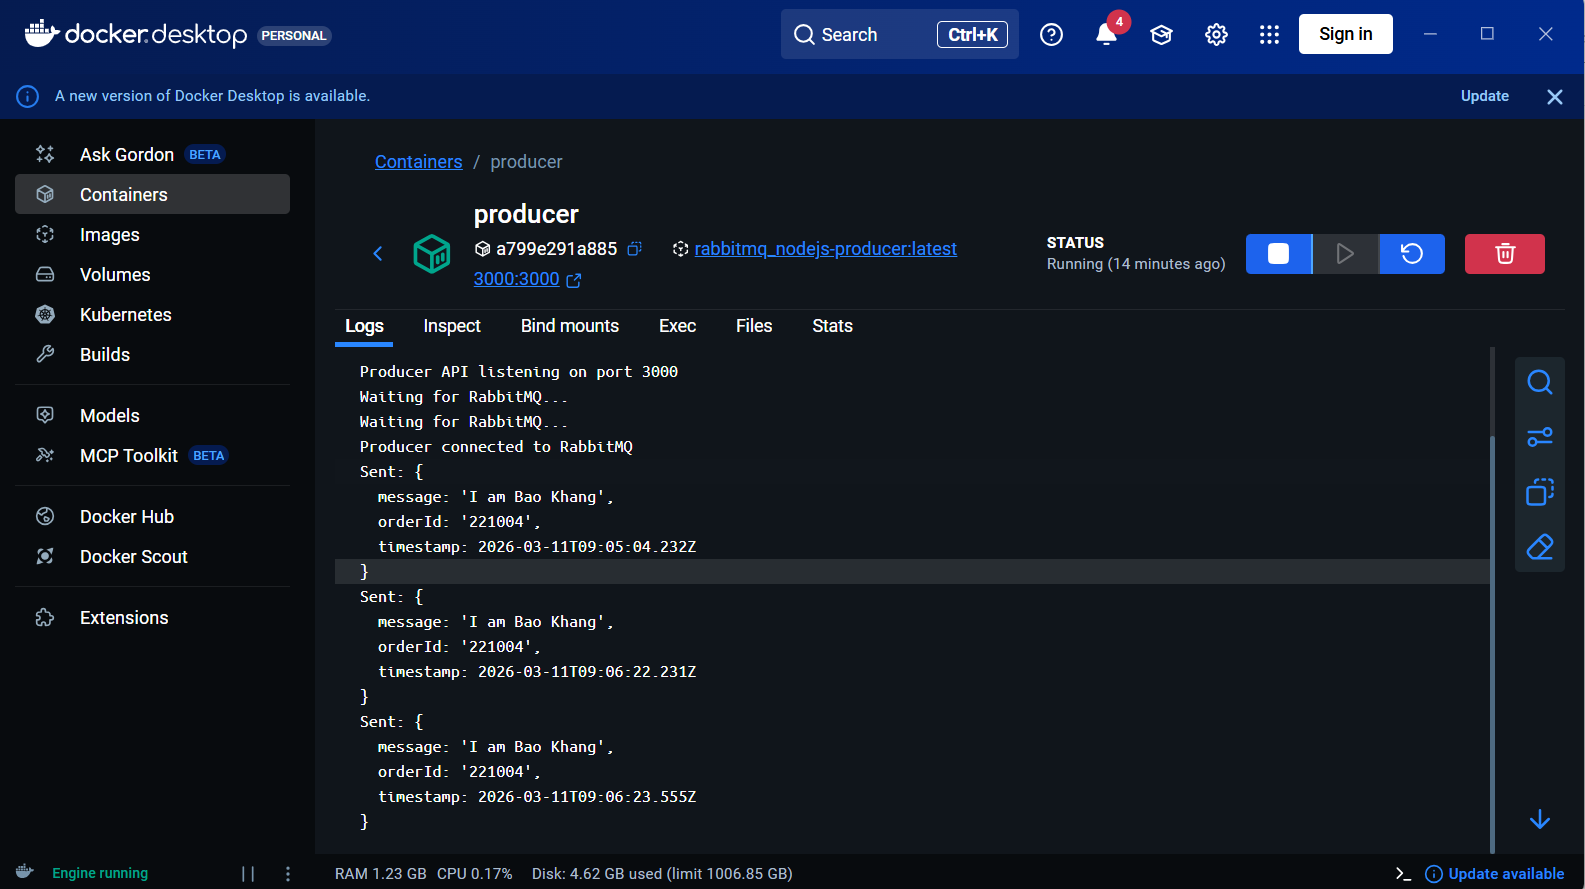 docker.desktop PERSONAL
Search Ctrl+K
4
Sign in
A new version of Docker Desktop is available.
Update
Ask Gordon BETA
Containers
Images
Volumes
Kubernetes
Builds
Models
MCP Toolkit BETA
Docker Hub
Docker Scout
Extensions
Containers / producer
producer
a799e291a885 rabbitmq_nodejs-producer:latest
3000:3000
STATUS
Running (14 minutes ago)
Logs Inspect Bind mounts Exec Files Stats
Producer API listening on port 3000
Waiting for RabbitMQ...
Waiting for RabbitMQ...
Producer connected to RabbitMQ
Sent: {
message: 'I am Bao Khang',
orderId: '221004',
timestamp: 2026-03-11T09:05:04.232Z
}
Sent: {
message: 'I am Bao Khang',
orderId: '221004',
timestamp: 2026-03-11T09:06:22.231Z
}
Sent: {
message: 'I am Bao Khang',
orderId: '221004',
timestamp: 2026-03-11T09:06:23.555Z
}
Engine running
RAM 1.23 GB CPU 0.17% Disk: 4.62 GB used (limit 1006.85 GB)
Update available